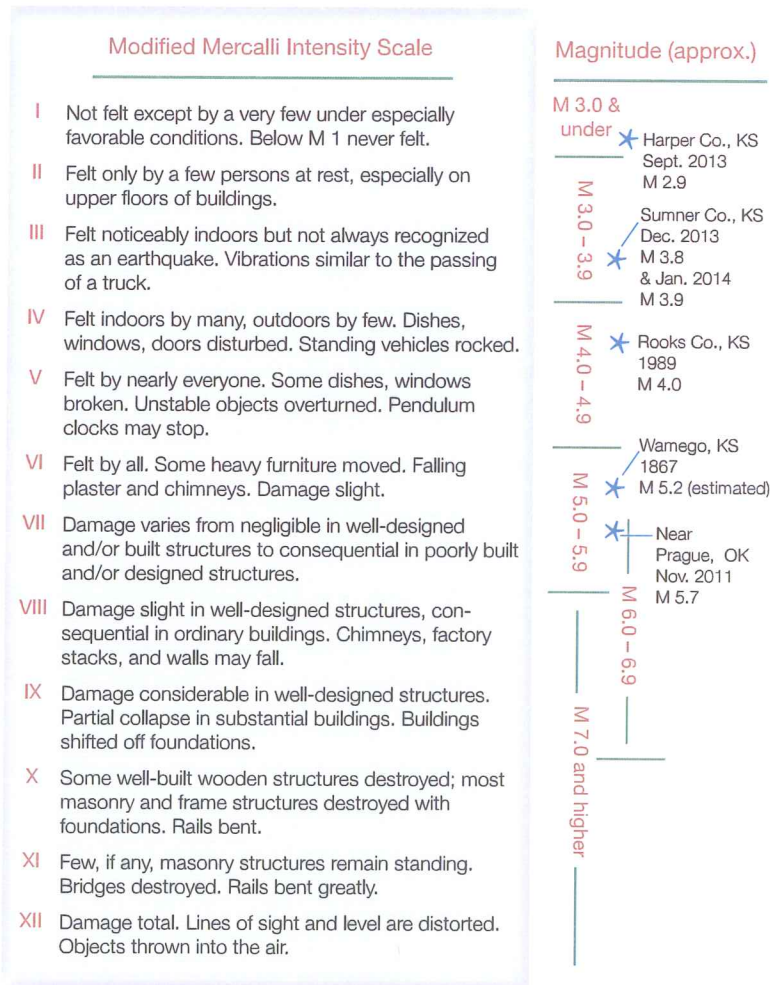 Modified Mercalli Intensity Scale
I Not felt except by a very few under especially
favorable conditions. Below M 1 never felt.
II Felt only by a few persons at rest, especially on
upper floors of buildings.
III Felt noticeably indoors but not always recognized
as an earthquake. Vibrations similar to the passing
of a truck.
IV Felt indoors by many, outdoors by few. Dishes,
windows, doors disturbed. Standing vehicles rocked.
V Felt by nearly everyone. Some dishes, windows
broken. Unstable objects overturned. Pendulum
clocks may stop.
VI Felt by all. Some heavy furniture moved. Falling
plaster and chimneys. Damage slight.
VII Damage varies from negligible in well-designed
and/or built structures to consequential in poorly built
and/or designed structures.
VIII Damage slight in well-designed structures, con-
sequential in ordinary buildings. Chimneys, factory
stacks, and walls may fall.
IX Damage considerable in well-designed structures.
Partial collapse in substantial buildings. Buildings
shifted off foundations.
X Some well-built wooden structures destroyed; most
masonry and frame structures destroyed with
foundations. Rails bent.
XI Few, if any, masonry structures remain standing.
Bridges destroyed. Rails bent greatly.
XII Damage total. Lines of sight and level are distorted.
Objects thrown into the air.
Magnitude (approx.)
M 3.0 &
under
Harper Co., KS
Sept. 2013
M 2.9
M 3.0 – 3.9
Sumner Co., KS
Dec. 2013
M 3.8
& Jan. 2014
M 3.9
M 4.0 – 4.9
Rooks Co., KS
1989
M 4.0
M 5.0 – 5.9
Wamego, KS
1867
M 5.2 (estimated)
Near
Prague, OK
Nov. 2011
M 5.7
M 6.0 – 6.9
M 7.0 and higher